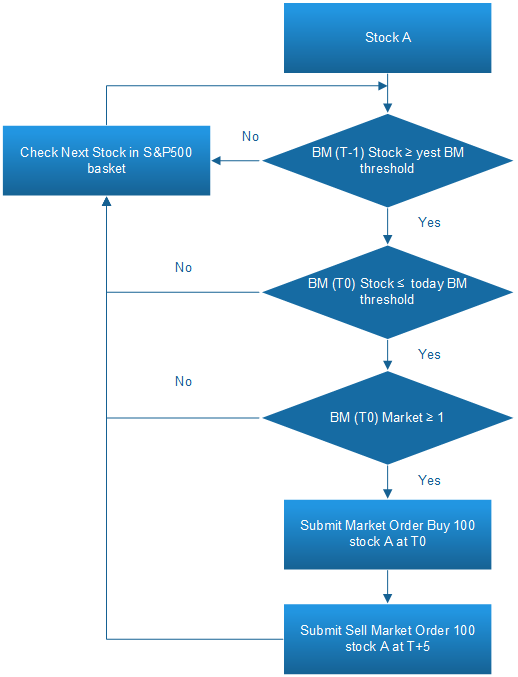 Stock A
No
Check Next Stock in S&P500
basket
BM (T-1) Stock ≥ yest BM
threshold
Yes
No
BM (T0) Stock ≤ today BM
threshold
Yes
No
BM (T0) Market ≥ 1
Yes
Submit Market Order Buy 100
stock A at T0
Submit Sell Market Order 100
stock A at T+5